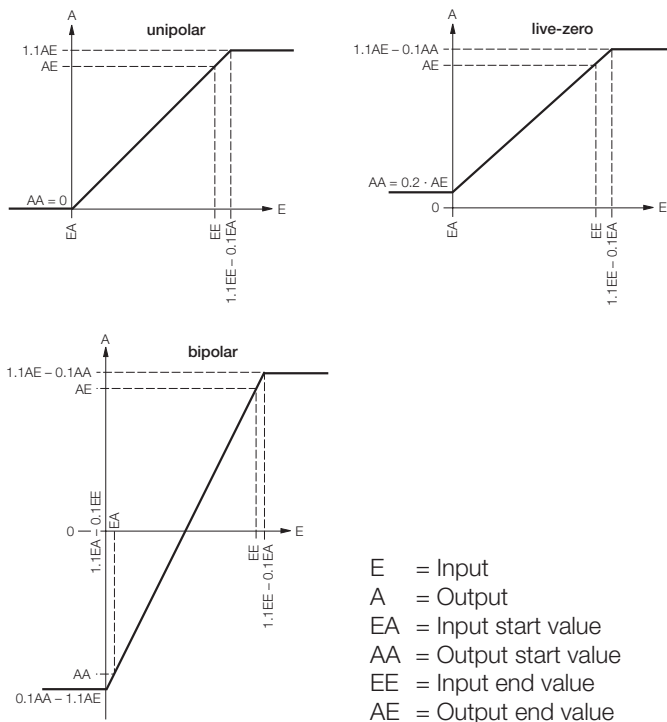 A
unipolar
1.1AE
AE
AA = 0
E
EA
EE
1.1EE – 0.1EA
A
live-zero
1.1AE – 0.1AA
AE
AA = 0.2 · AE
0
E
EA
EE
1.1EE – 0.1EA
A
bipolar
1.1AE – 0.1AA
AE
0
1.1EA – 0.1EE
EA
E
EE
1.1EE – 0.1EA
AA
0.1AA – 1.1AE
E = Input
A = Output
EA = Input start value
AA = Output start value
EE = Input end value
AE = Output end value